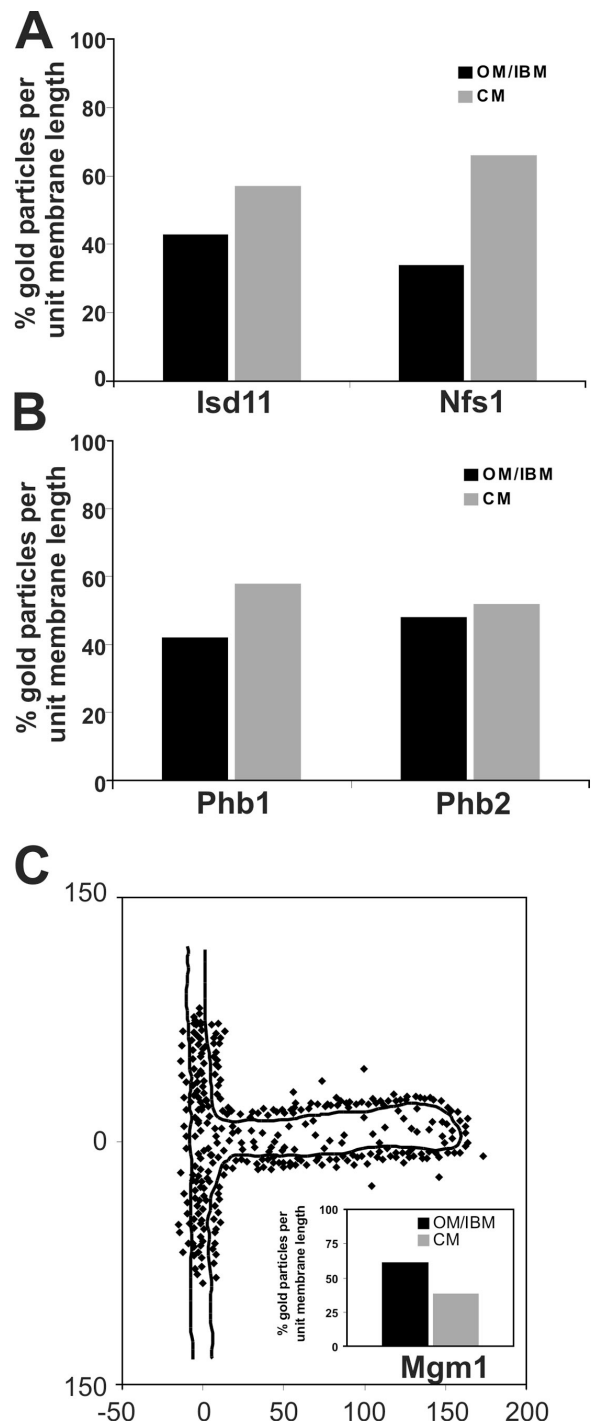 A
% gold particles per
unit membrane length
100
80
60
40
20
0
OM/IBM
CM
Isd11 Nfs1
B
% gold particles per
unit membrane length
100
80
60
40
20
0
OM/IBM
CM
Phb1 Phb2
C
150
0
150
-50 0 50 100 150 200
% gold particles per
unit membrane length
100
75
50
25
0
OM/IBM
CM
Mgm1